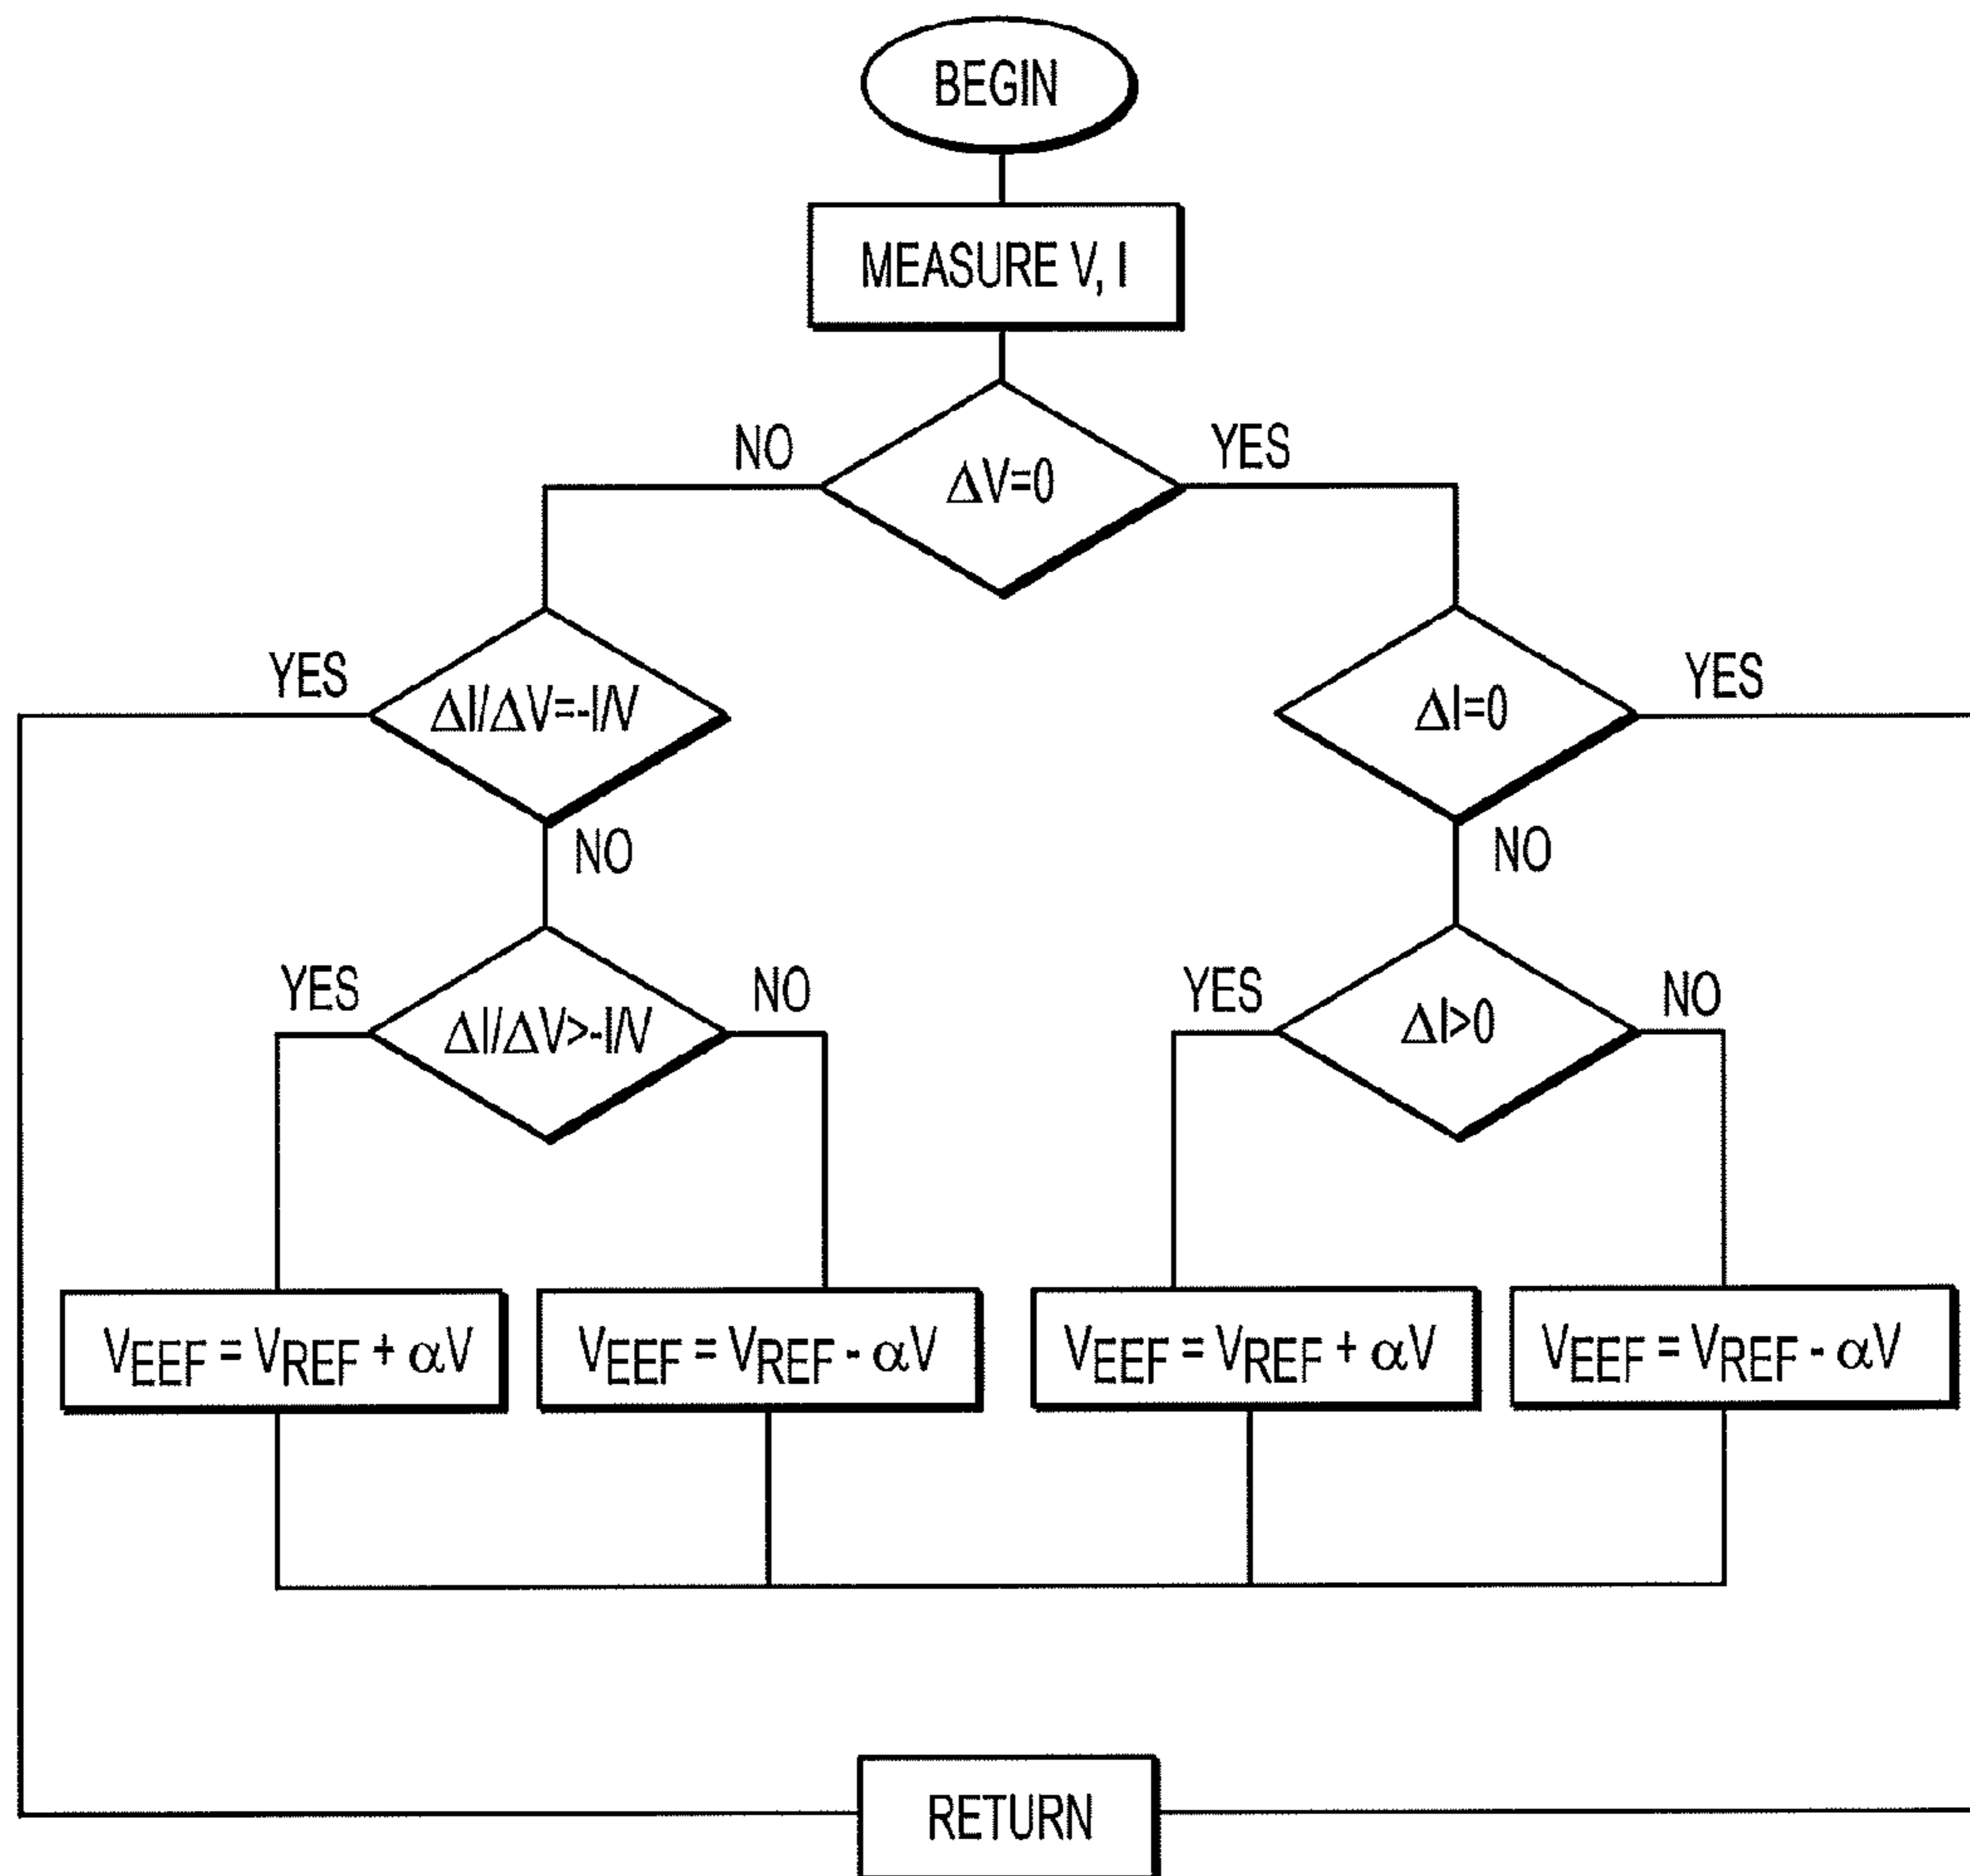 BEGIN
MEASURE V, I
NO
YES
ΔV=0
YES
ΔI/ΔV=-I/V
ΔI=0
YES
NO
NO
YES
NO
ΔI/ΔV>-I/V
YES
NO
ΔI>0
VEEF = VREF + αV
VEEF = VREF - αV
VEEF = VREF + αV
VEEF = VREF - αV
RETURN